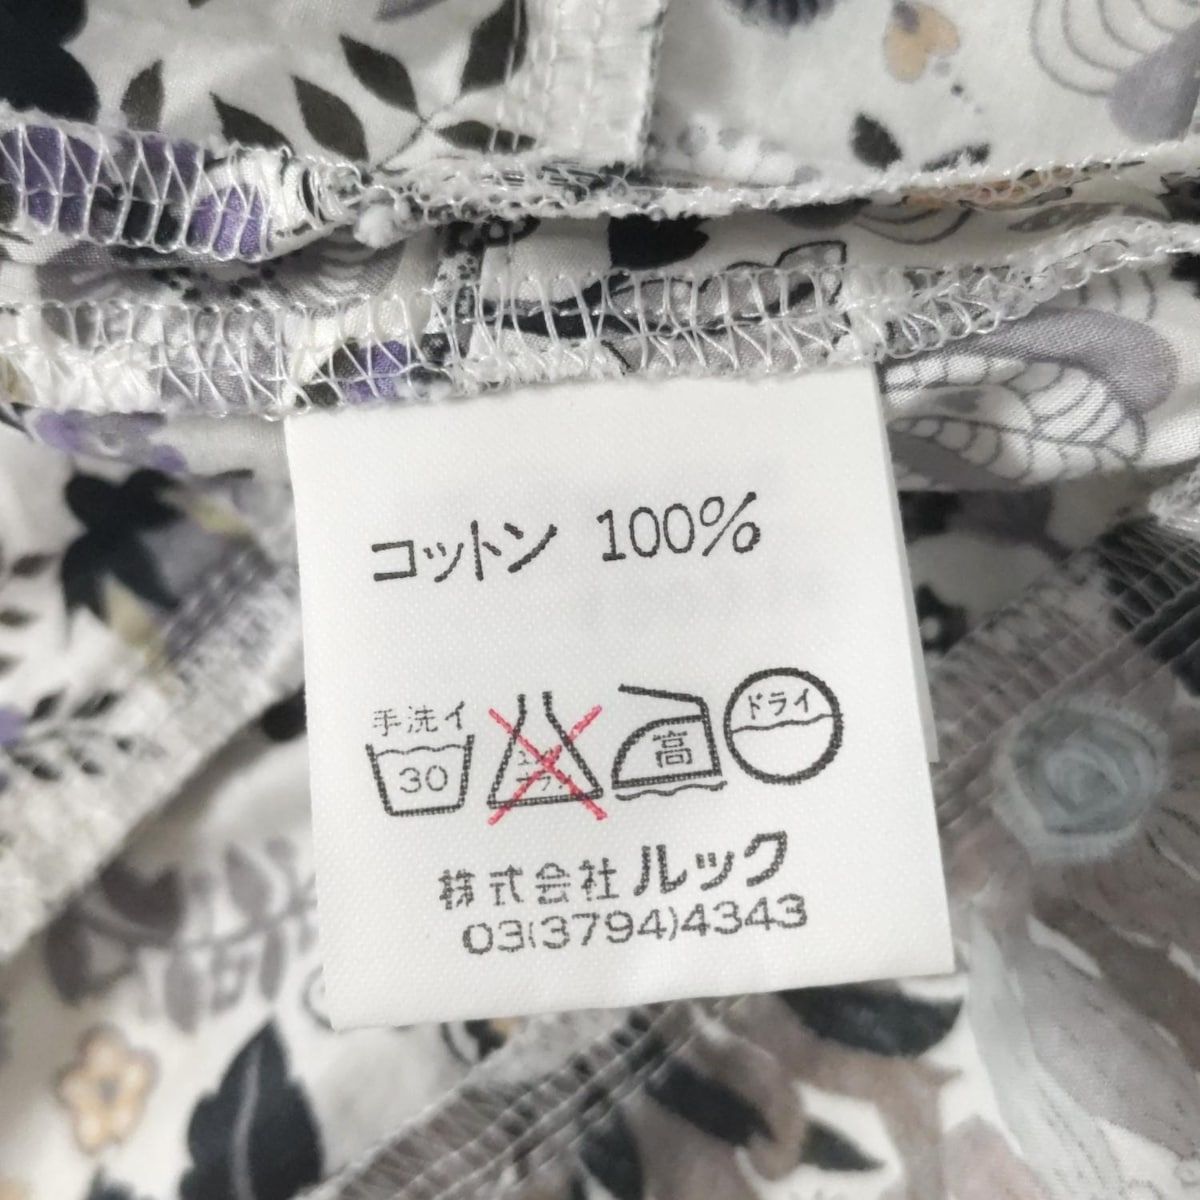 コットン 100%
手洗イ
30
高
ドライ
株式会社 ルック
03(3794)4343